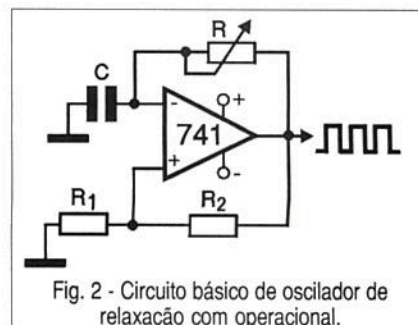 R
C
-
+
741
+
-
R1
R2
Fig. 2 - Circuito básico de oscilador de
relaxação com operacional.